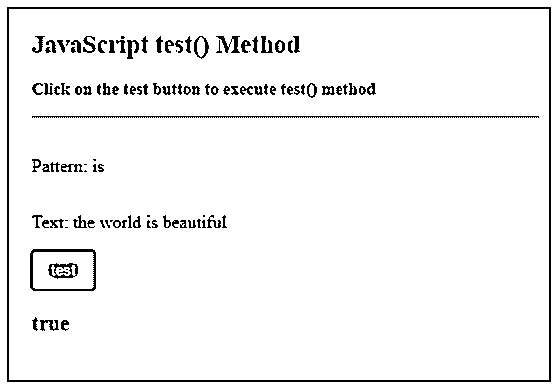 JavaScript test() Method
Click on the test button to execute test() method
Pattern: is
Text: the world is beautiful
test
true